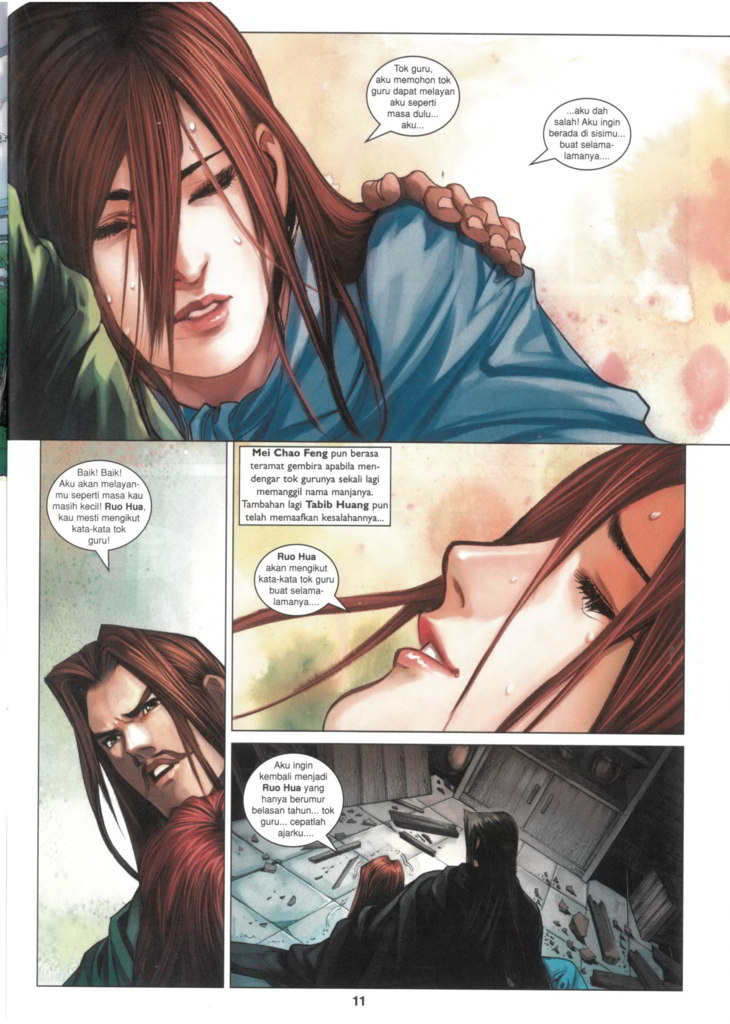 Tok guru,
aku memohon tok
guru dapat melayan
aku seperti
masa dulu...
aku...
...aku dah
salah! Aku ingin
berada di sisimu...
buat selama-
lamanya....
Baik! Baik!
Aku akan melayan-
mu seperti masa kau
masih kecil! Ruo Hua,
kau mesti mengikut
kata-kata tok
guru!
Mei Chao Feng pun berasa
teramat gembira apabila men-
dengar tok gurunya sekali lagi
memanggil nama manjanya.
Tambahan lagi Tabib Huang pun
telah memaafkan kesalahannya...
Ruo Hua
akan mengikut
kata-kata tok guru
buat selama-
lamanya....
Aku ingin
kembali menjadi
Ruo Hua yang
hanya berumur
belasan tahun... tok
guru... cepatlah
ajarku....
11